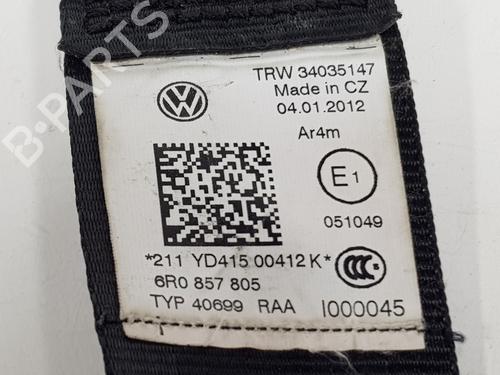 TRW 34035147
Made in CZ
04.01.2012
Ar4m
E1
051049
*211 YD415 00412 K*
6R0 857 805
TYP 40699 RAA I000045
B-PARTS